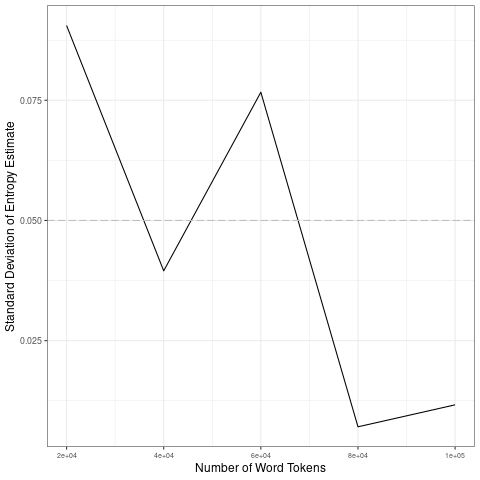 Standard Deviation of Entropy Estimate
0.075
0.050
0.025
2e+04 4e+04 6e+04 8e+04 1e+05
Number of Word Tokens